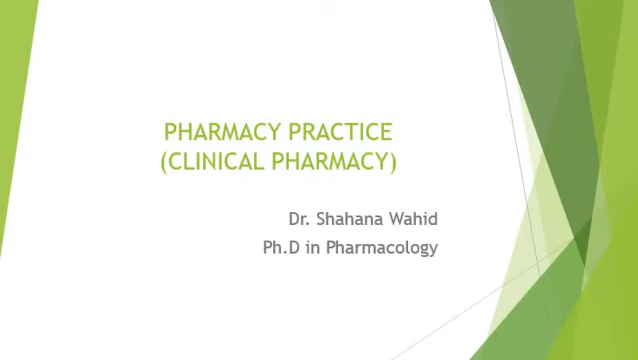 PHARMACY PRACTICE
(CLINICAL PHARMACY)
Dr. Shahana Wahid
Ph.D in Pharmacology